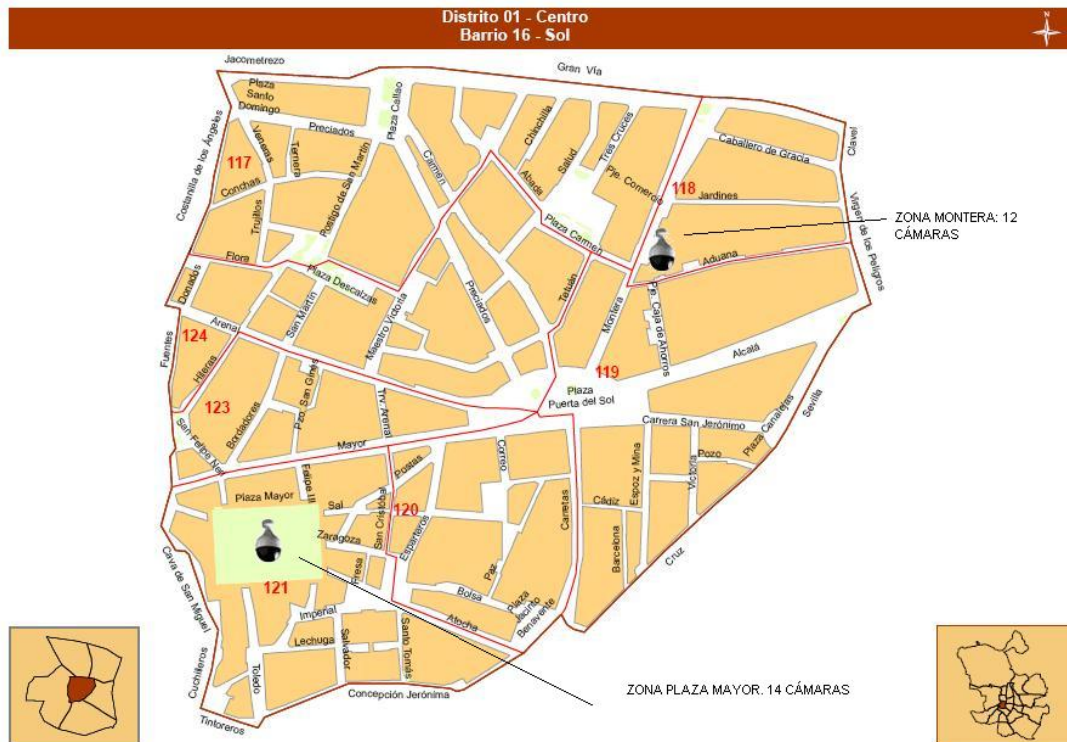 Distrito 01 - Centro
Barrio 16 - Sol
N
Jacometrezo
Gran Vía
Plaza
Santo
Domingo
Plaza Callao
Preciados
Costanilla de los Ángeles
Veneras
Ternera
117
Conchas
Trujillos
Postigo de San Martín
Carmen
Chinchilla
Abada
Salud
Tres Cruces
Pje. Comercio
Caballero de Gracia
Clavel
118
Jardines
Virgen de los Peligros
ZONA MONTERA: 12
CÁMARAS
Plaza Carmen
Aduana
Flora
Donados
Plaza Descalzas
San Martín
Maestro Victoria
Preciados
Tetuán
Montera
Pje. Caja de Ahorros
Alcalá
Arenal
124
Fuentes
Hileras
123
Bordadores
Pzo. San Ginés
Trv. Arenal
119
Plaza
Puerta del Sol
Carrera San Jerónimo
Plaza Canalejas
Sevilla
San Felipe Neri
Mayor
Postas
Correo
Carretas
Espoz y Mina
Victoria
Pozo
Plaza Mayor
Felipe III
Sal
San Cristóbal
120
Esparteros
Cádiz
Zaragoza
Fresa
Barcelona
Cruz
Cava de San Miguel
121
Paz
Bolsa
Plaza
Jacinto
Benavente
Imperial
Atocha
Lechuga
Salvador
Santo Tomás
Cuchilleros
Toledo
Concepción Jerónima
ZONA PLAZA MAYOR. 14 CÁMARAS
Tintoreros